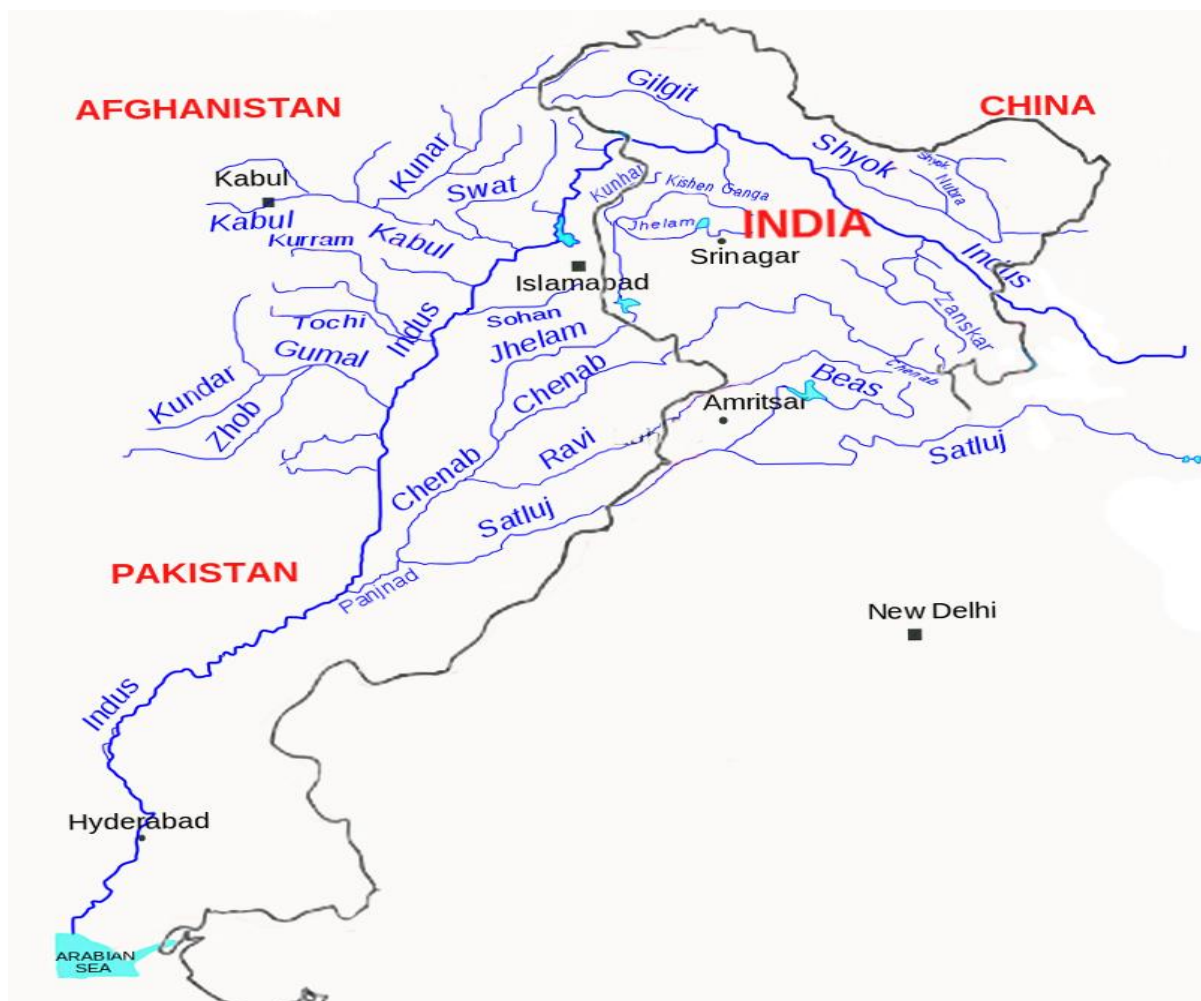 Gilgit
AFGHANISTAN
CHINA
Kunar
Shyok
Shyok
Nubra
Kabul
Swat
Kunhar
Kishen Ganga
Kabul
Kabul
Kurram
Jhelam
INDIA
Srinagar
Indus
Islamabad
Zanskar
Sohan
Indus
Tochi
Jhelam
Gumal
Chenab
Chenab
Beas
Kundar
Zhob
Amritsar
Ravi
Satluj
Chenab
Satluj
PAKISTAN
Panjnad
New Delhi
Indus
Hyderabad
ARABIAN
SEA